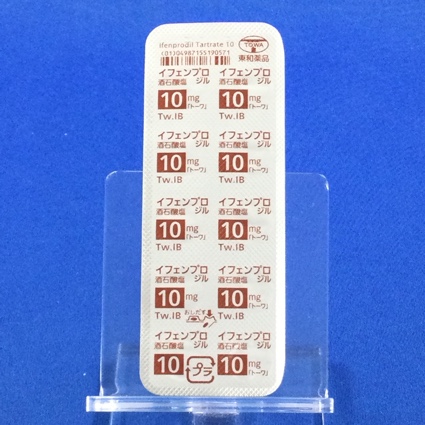 Ifenprodil Tartrate 10
(01)04987155190571
TOWA
東和薬品
イフェンプロ イフェンプロ
酒石酸塩 ジル 酒石酸塩 ジル
10 mg「トーワ」 10 mg「トーワ」
Tw.IB Tw.IB
イフェンプロ イフェンプロ
酒石酸塩 ジル 酒石酸塩 ジル
10 mg「トーワ」 10 mg「トーワ」
Tw.IB Tw.IB
イフェンプロ イフェンプロ
酒石酸塩 ジル 酒石酸塩 ジル
10 mg「トーワ」 10 mg「トーワ」
Tw.IB Tw.IB
イフェンプロ イフェンプロ
酒石酸塩 ジル 酒石酸塩 ジル
10 mg 10 mg「トーワ」
おしだす
Tw.IB Tw.IB
イフェンプロ イフェンプロ
酒石酸塩 ジル 酒石酸塩 ジル
10 プラ 10 mg「トーワ」